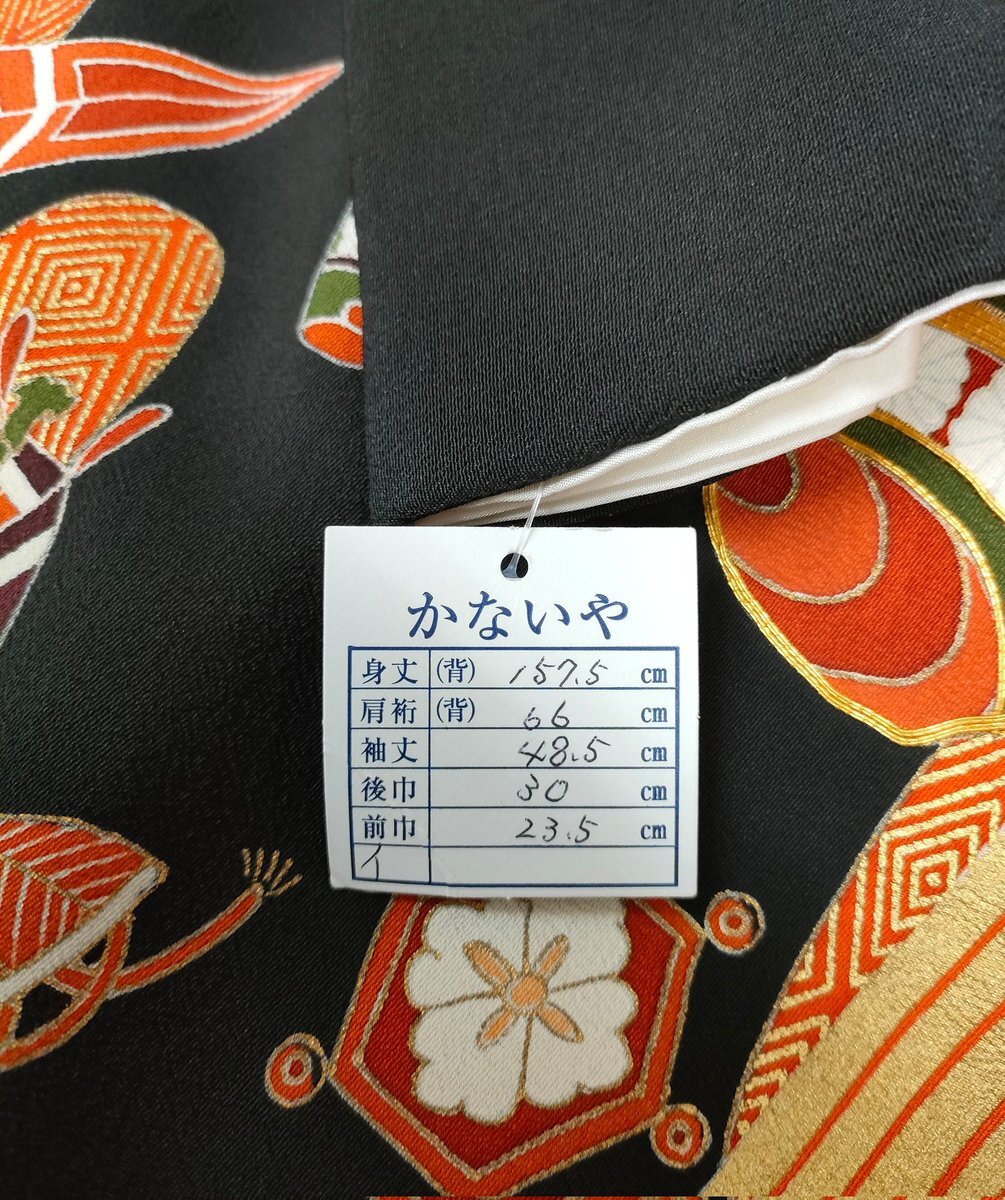 かないや
身丈 (背) 157.5 cm
肩裄 (背) 66 cm
袖丈 48.5 cm
後巾 30 cm
前巾 23.5 cm
イ